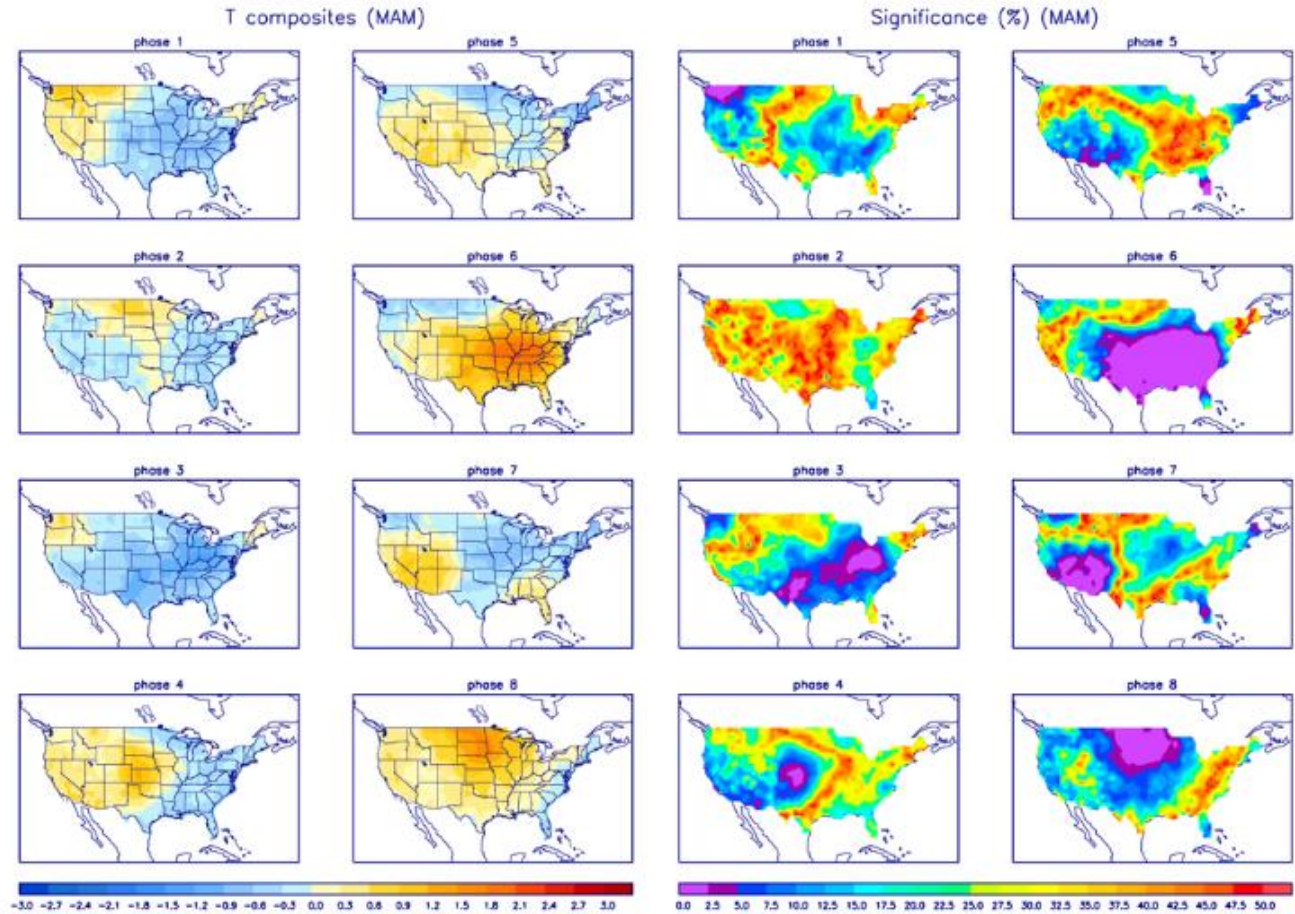 T composites (MAM)
Significance (%) (MAM)
phase 1
phase 5
phase 1
phase 5
phase 2
phase 6
phase 2
phase 6
phase 3
phase 7
phase 3
phase 7
phase 4
phase 8
phase 4
phase 8
-3.0 -2.7 -2.4 -2.1 -1.8 -1.5 -1.2 -0.9 -0.6 -0.3 0.0 0.3 0.6 0.9 1.2 1.5 1.8 2.1 2.4 2.7 3.0
0.0 2.5 5.0 7.5 10.0 12.5 15.0 17.5 20.0 22.5 25.0 27.5 30.0 32.5 35.0 37.5 40.0 42.5 45.0 47.5 50.0